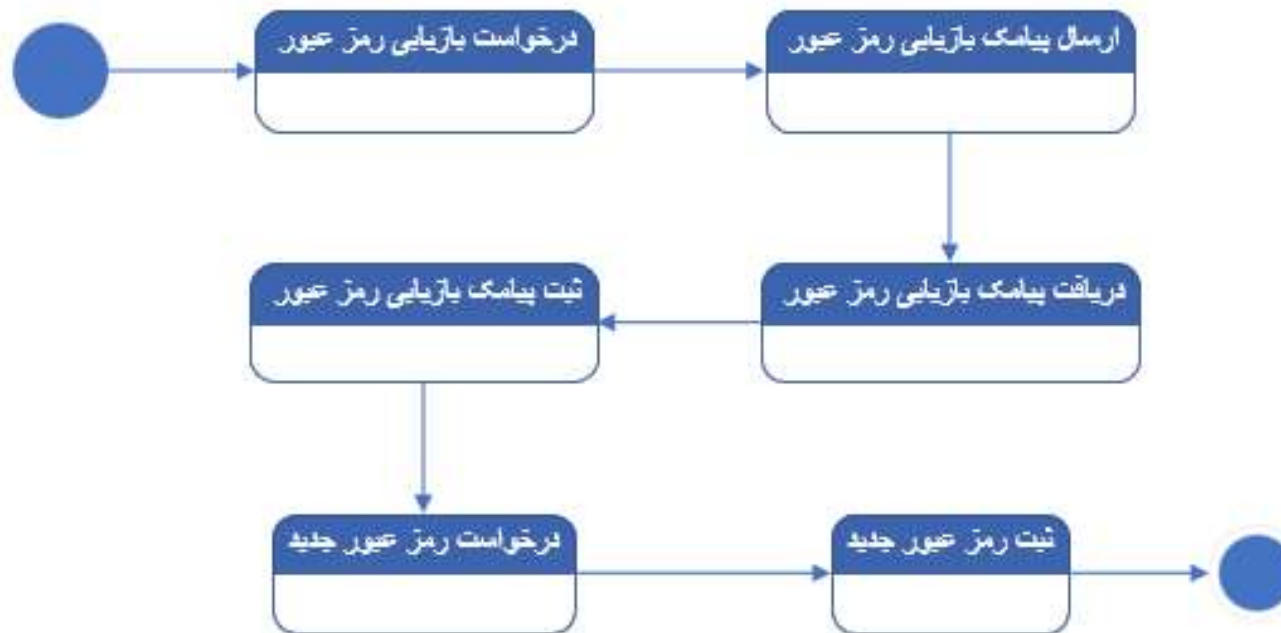 درخواست بازیابی رمز عبور
ارسال پیامک بازیابی رمز عبور
دریافت پیامک بازیابی رمز عبور
ثبت پیامک بازیابی رمز عبور
درخواست رمز عبور جدید
ثبت رمز عبور جدید